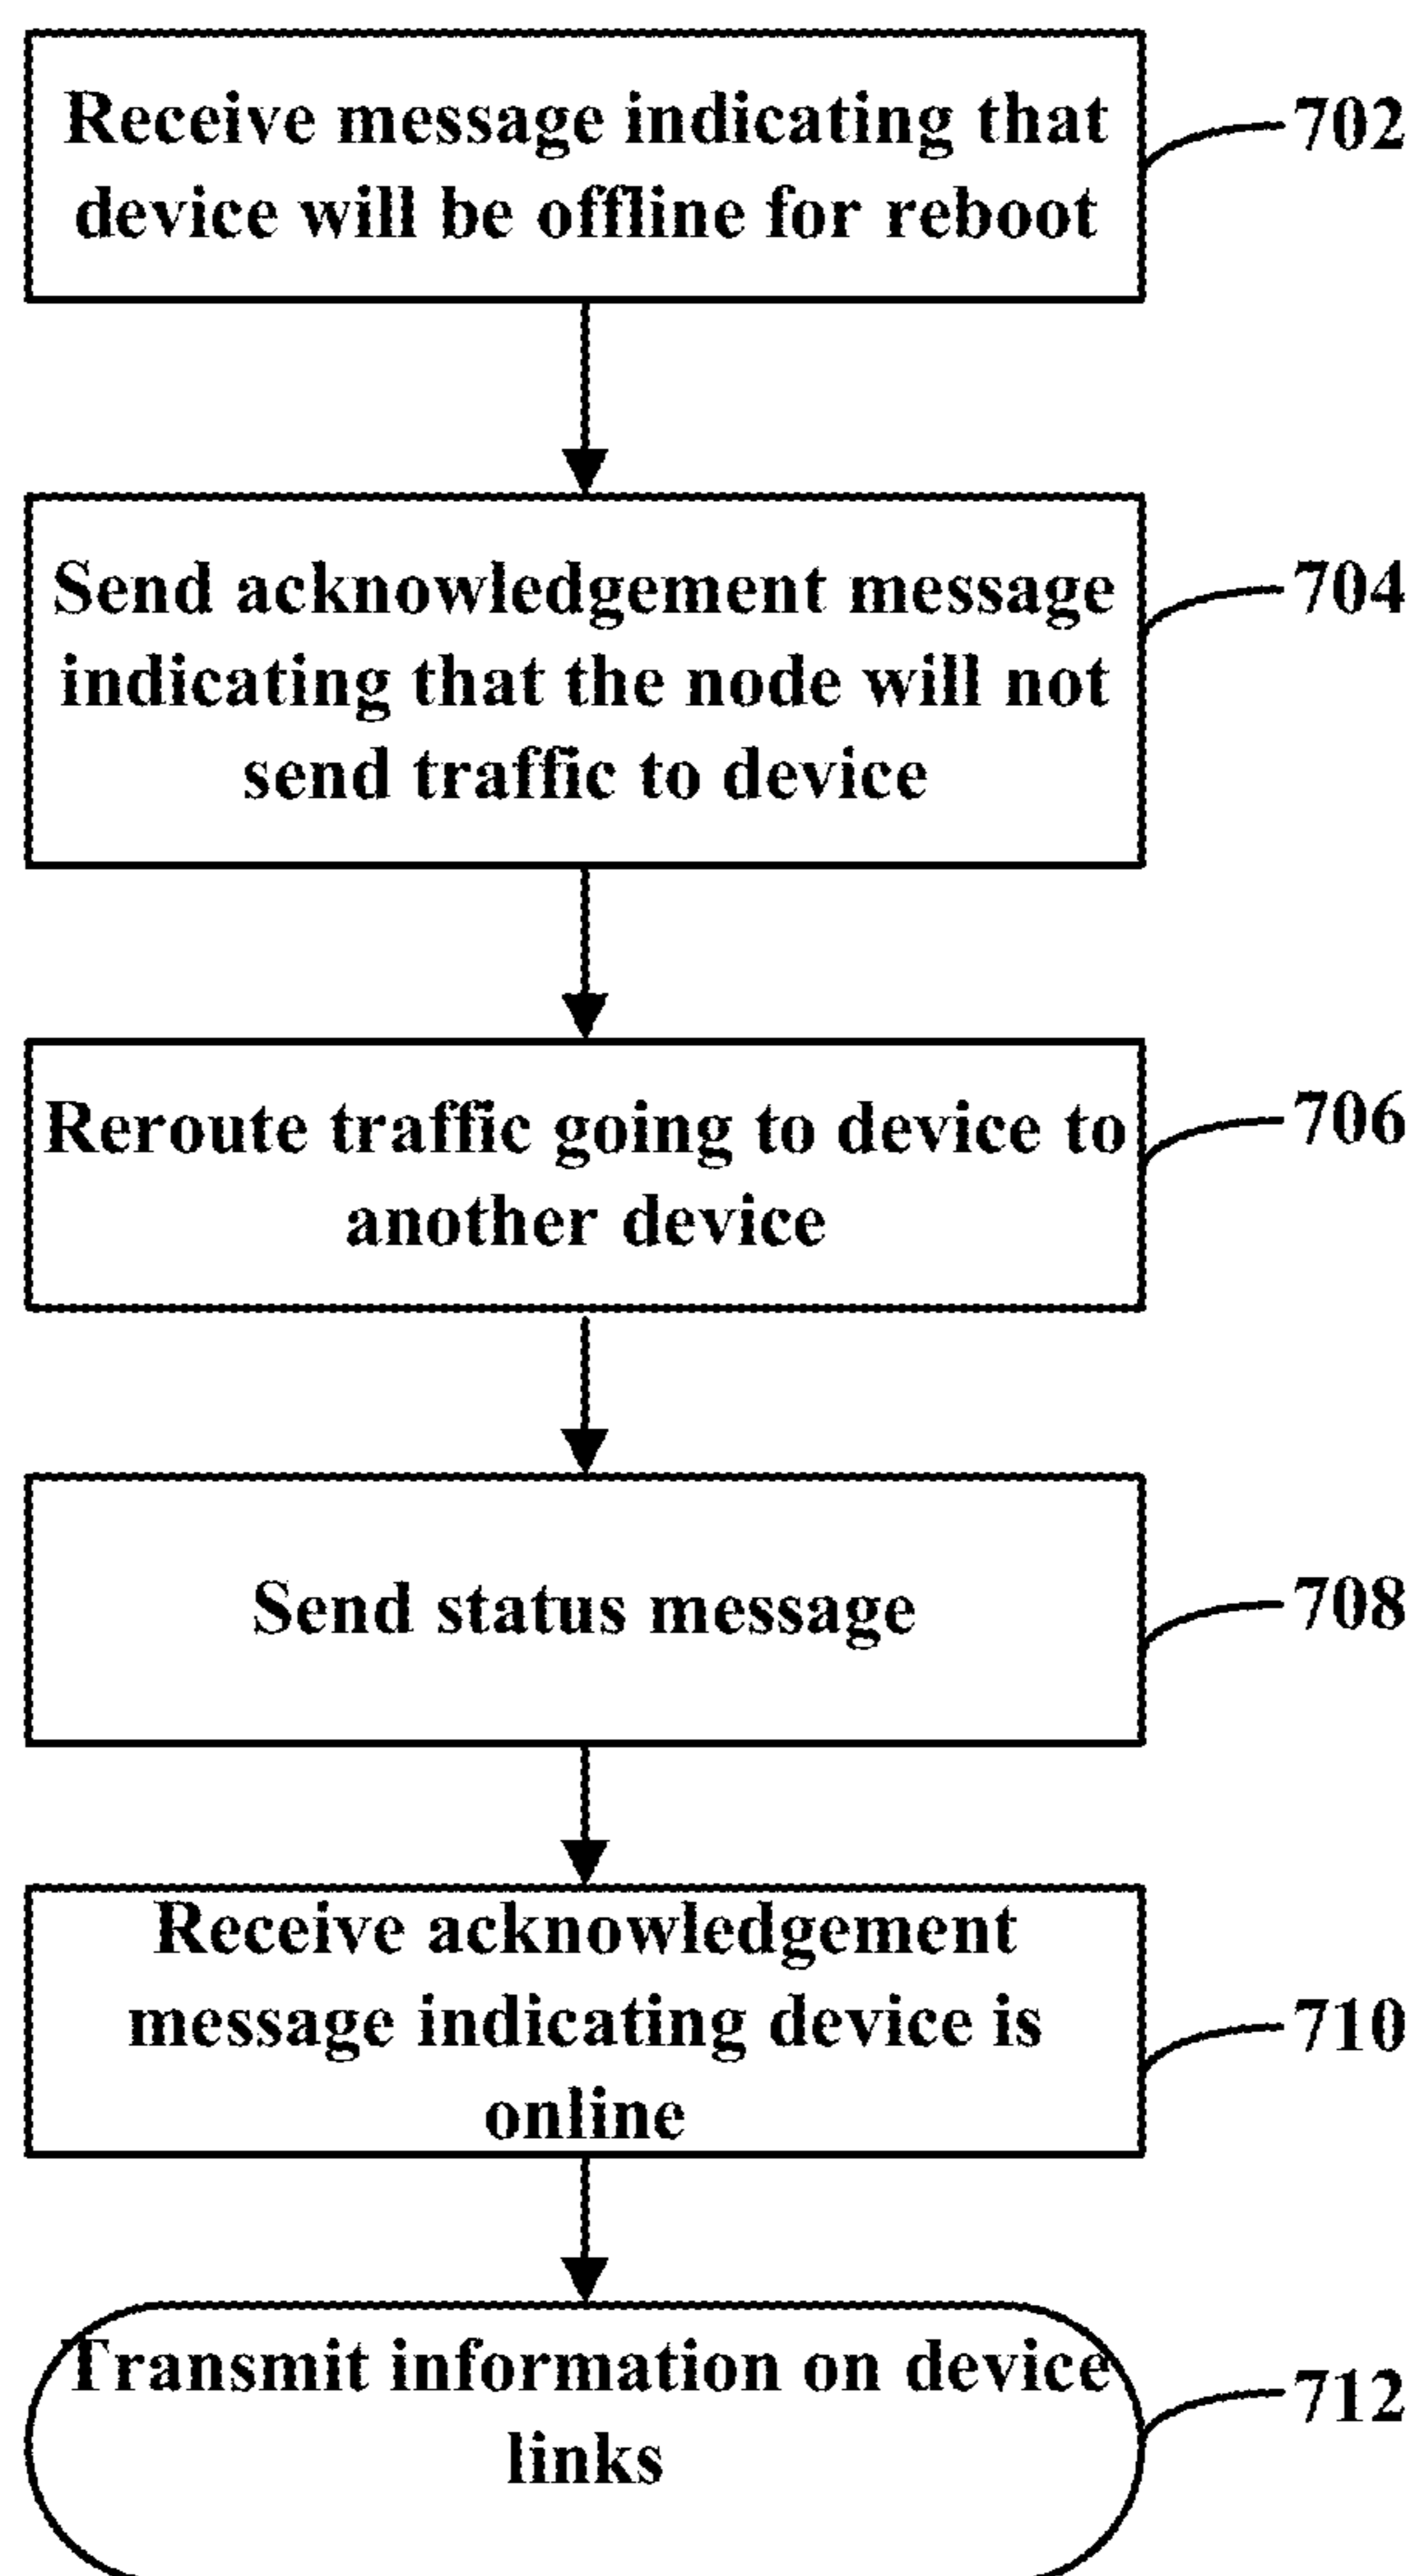 Receive message indicating that
702
device will be offline for reboot
Send acknowledgement message
704
indicating that the node will not
send traffic to device
Reroute traffic going to device to
706
another device
Send status message
708
Receive acknowledgement
message indicating device is
710
online
Transmit information on device
712
links